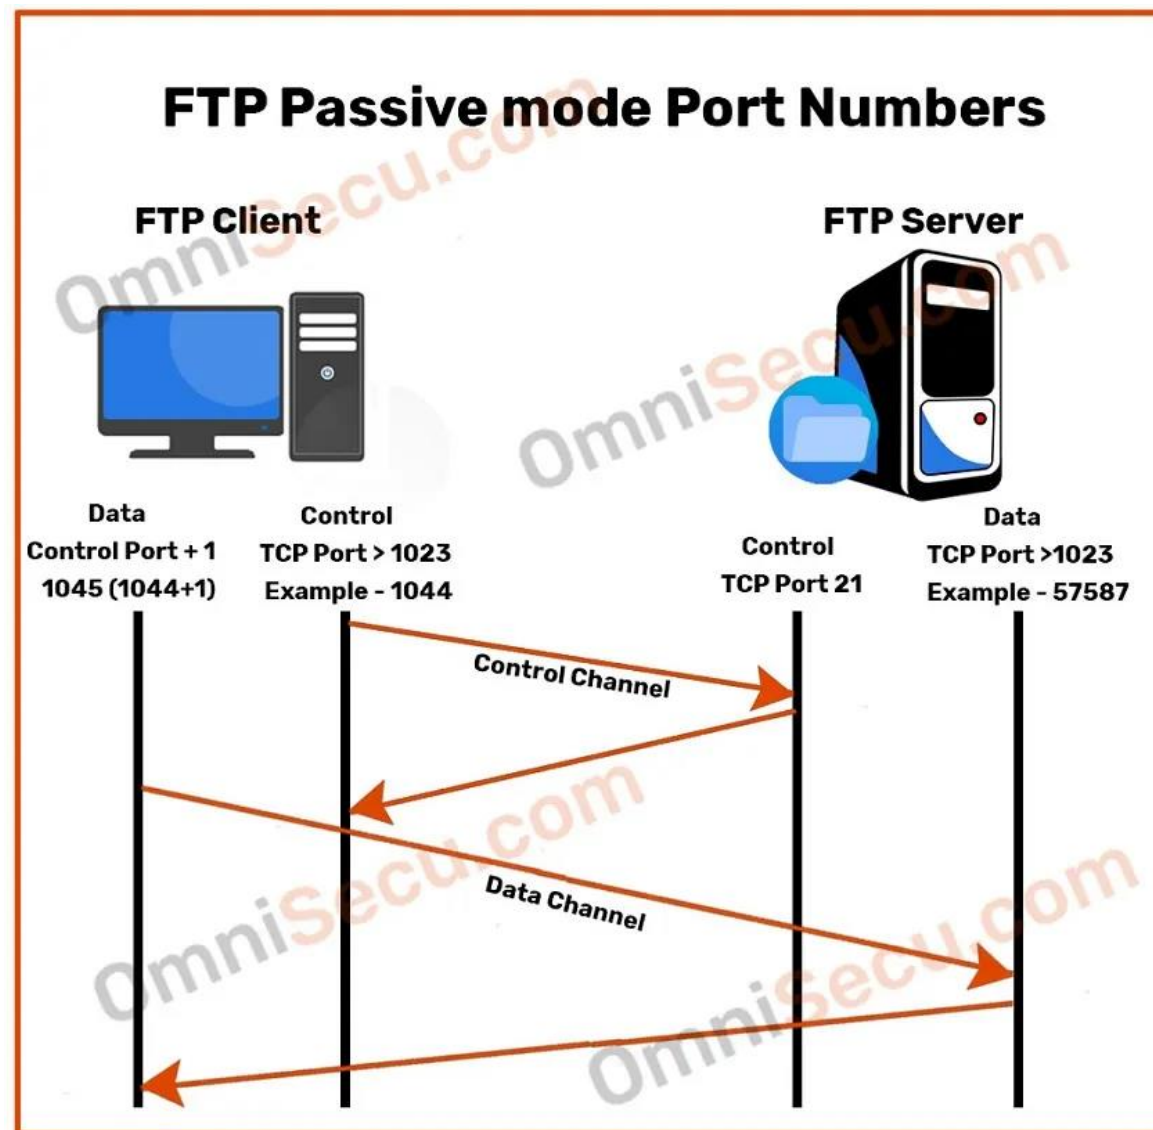 FTP Passive mode Port Numbers
FTP Client
FTP Server
OmniSecu.com
OmniSecu.com
Data
Control Port + 1
1045 (1044+1)
Control
TCP Port > 1023
Example - 1044
Control
TCP Port 21
Data
TCP Port >1023
Example - 57587
Control Channel
Data Channel
OmniSecu.com
OmniSecu.com